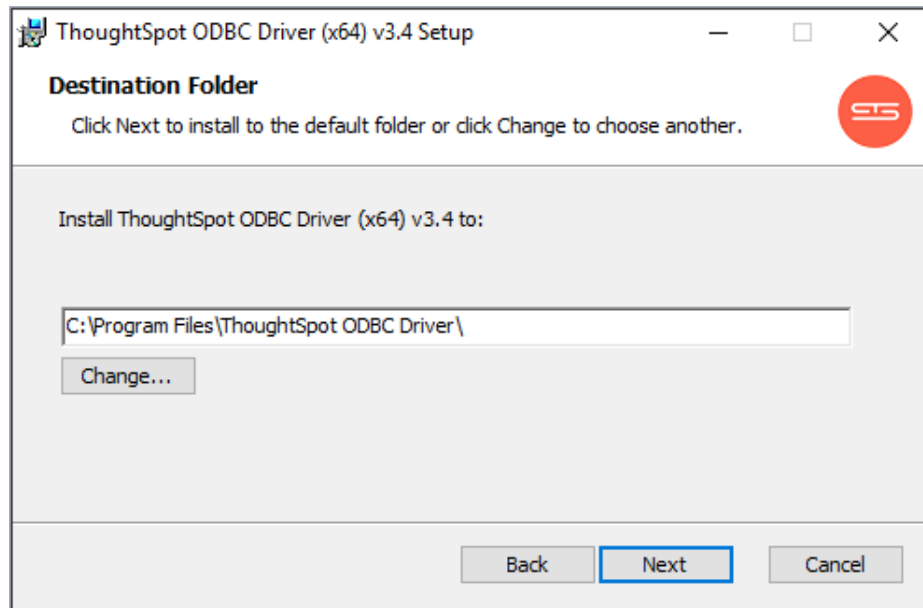 ThoughtSpot ODBC Driver (x64) v3.4 Setup
Destination Folder
Click Next to install to the default folder or click Change to choose another.
Install ThoughtSpot ODBC Driver (x64) v3.4 to:
C:\Program Files\ThoughtSpot ODBC Driver\
Change...
Back Next Cancel